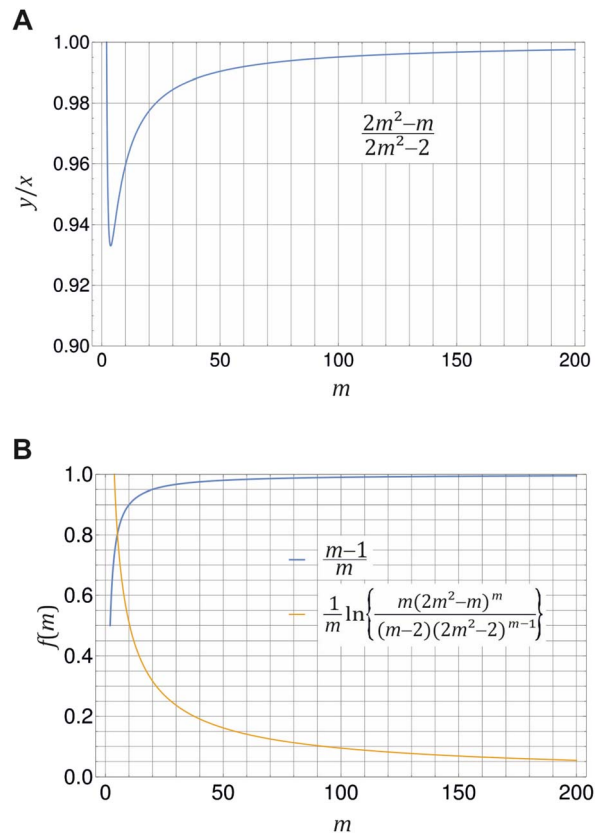 A
1.00
0.98
0.96
0.94
0.92
0.90
y/x
2m²−m
2m²−2
0 50 100 150 200
m
B
1.0
0.8
0.6
0.4
0.2
0.0
f(m)
m−1
m
1/m ln{m(2m²−m)^m
(m−2)(2m²−2)^{m−1}}
0 50 100 150 200
m